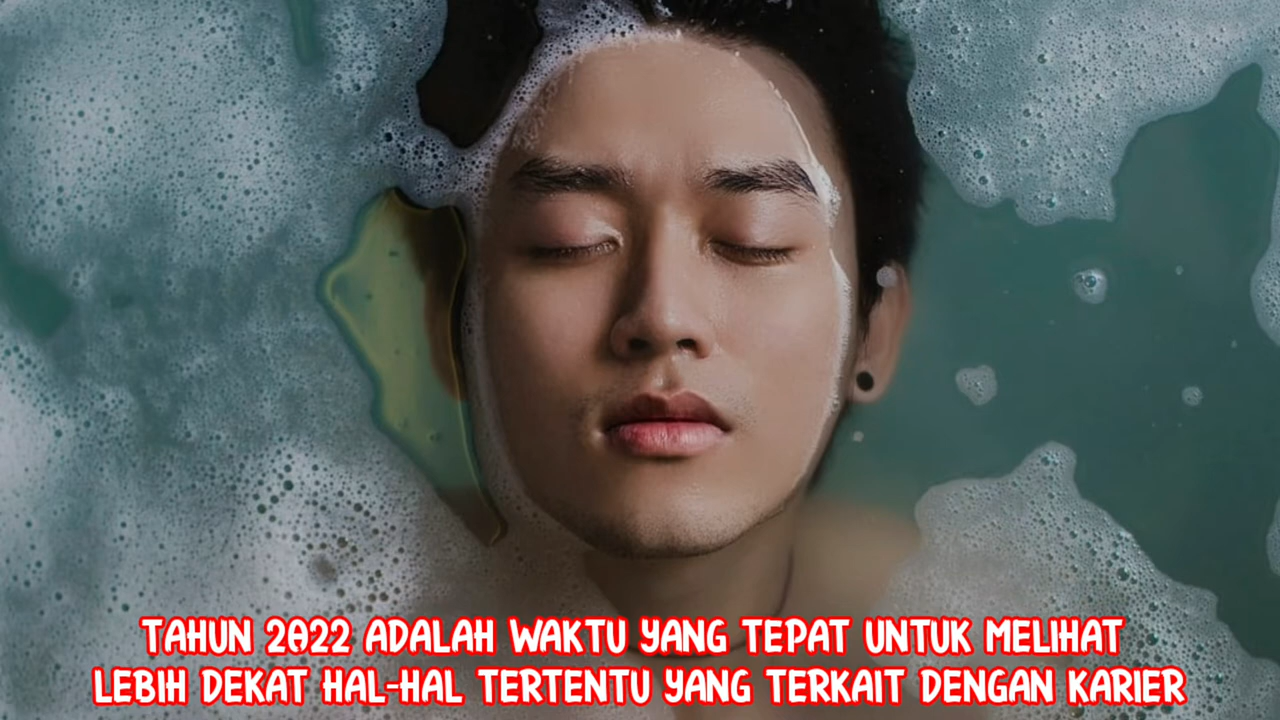 TAHUN 2022 ADALAH WAKTU YANG TEPAT UNTUK MELIHAT
LEBIH DEKAT HAL-HAL TERTENTU YANG TERKAIT DENGAN KARIER